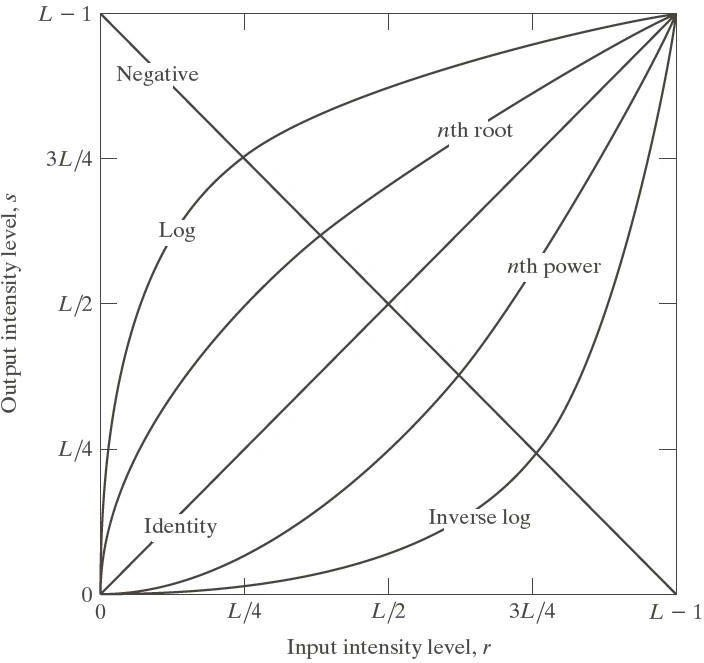 L − 1
Negative
nth root
3L/4
Log
nth power
L/2
Output intensity level, s
L/4
Inverse log
Identity
0
0 L/4 L/2 3L/4 L − 1
Input intensity level, r